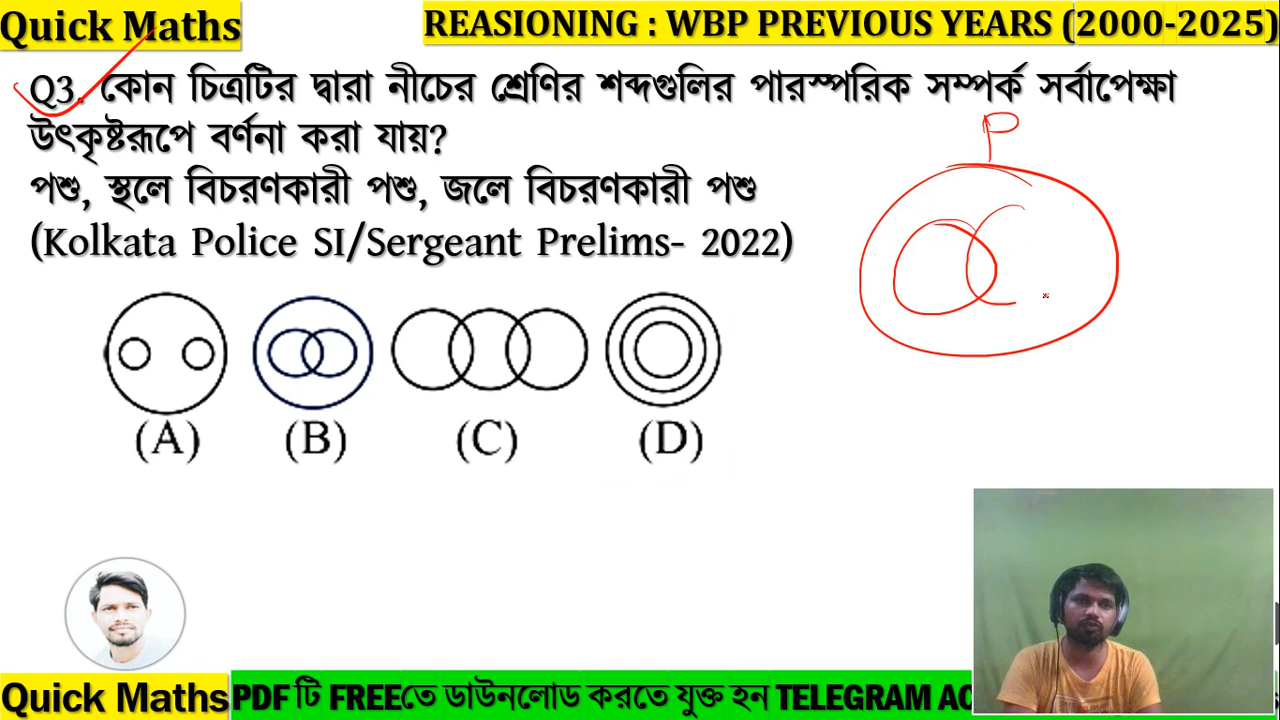 Quick Maths
REASONING : WBP PREVIOUS YEARS (2000-2025)
Q3. কোন চিত্রটির দ্বারা নীচের শ্রেণির শব্দগুলির পারস্পরিক সম্পর্ক সর্বাপেক্ষা
উৎকৃষ্টরূপে বর্ণনা করা যায়?
পশু, স্থলে বিচরণকারী পশু, জলে বিচরণকারী পশু
(Kolkata Police SI/Sergeant Prelims- 2022)
P
(A) (B) (C) (D)
Quick Maths
PDF টি FREEতে ডাউনলোড করতে যুক্ত হন TELEGRAM AC